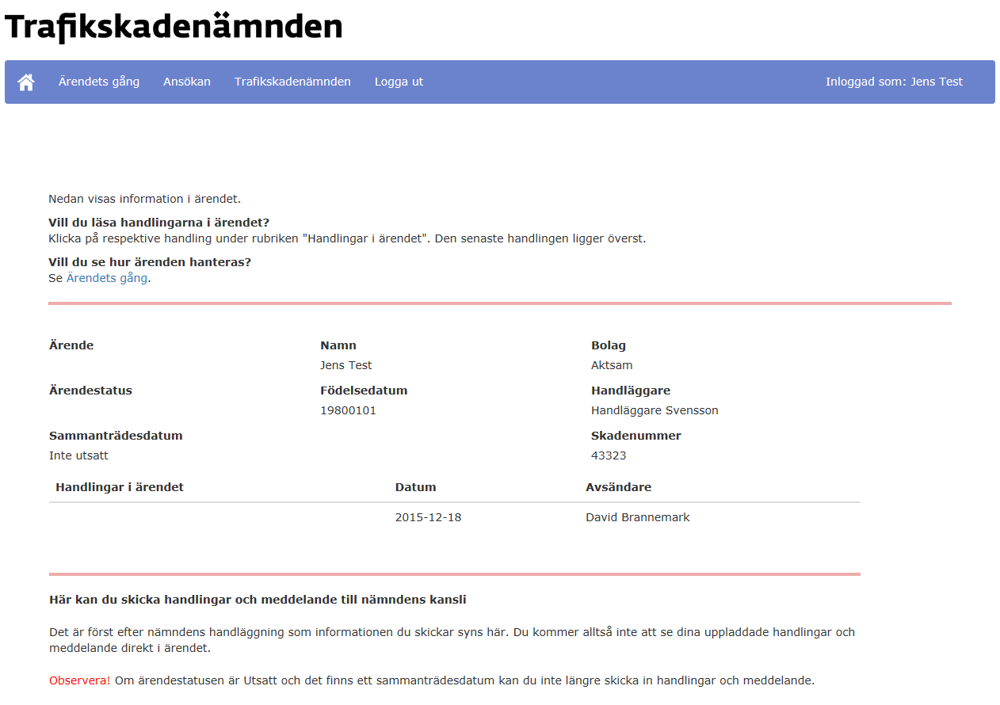 Trafikskadenämnden
Ärendets gång Ansökan Trafikskadenämnden Logga ut Inloggad som: Jens Test
Nedan visas information i ärendet.
Vill du läsa handlingarna i ärendet?
Klicka på respektive handling under rubriken "Handlingar i ärendet". Den senaste handlingen ligger överst.
Vill du se hur ärenden hanteras?
Se Ärendets gång.
Ärende Namn Bolag
Jens Test Aktsam
Ärendestatus Födelsedatum Handläggare
19800101 Handläggare Svensson
Sammanträdesdatum Skadenummer
Inte utsatt 43323
Handlingar i ärendet Datum Avsändare
2015-12-18 David Brannemark
Här kan du skicka handlingar och meddelande till nämndens kansli
Det är först efter nämndens handläggning som informationen du skickar syns här. Du kommer alltså inte att se dina uppladdade handlingar och
meddelande direkt i ärendet.
Observera! Om ärendestatusen är Utsatt och det finns ett sammanträdesdatum kan du inte längre skicka in handlingar och meddelande.